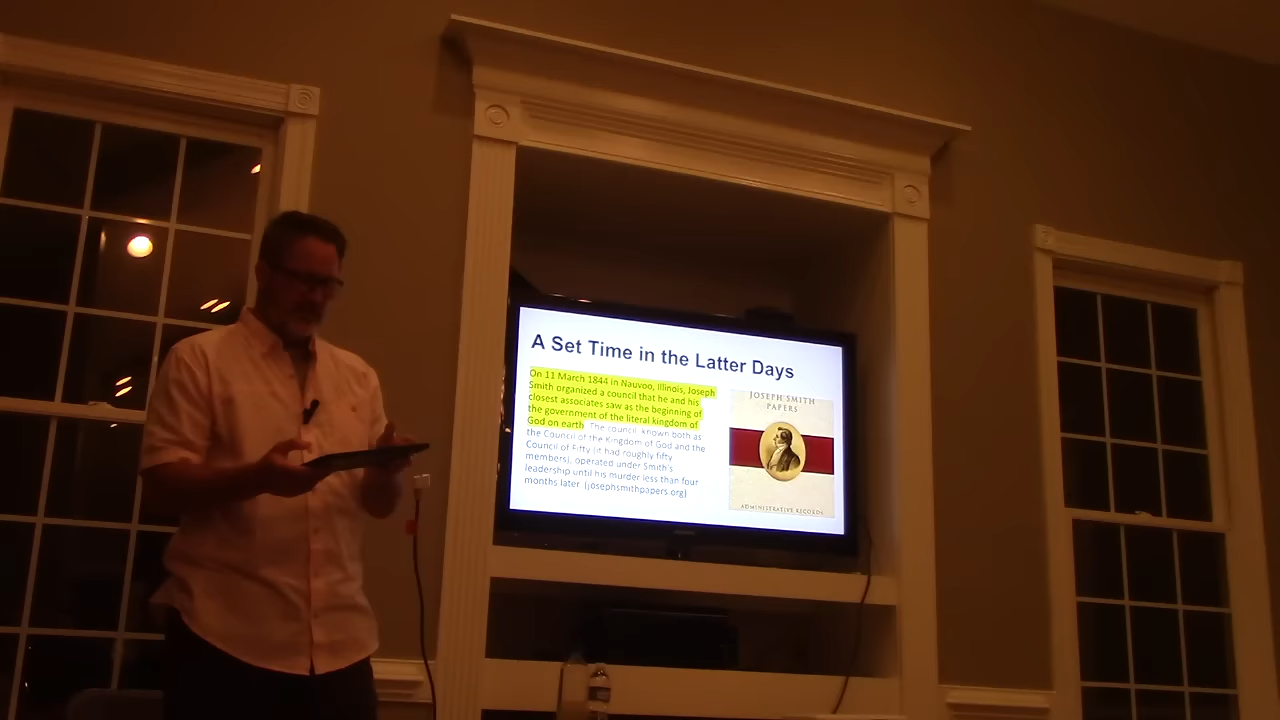 A Set Time in the Latter Days
On 11 March 1844 in Nauvoo, Illinois, Joseph
Smith organized a council that he and his
closest associates saw as the beginning of
the government of the literal kingdom of
God on earth. The council, known both as
the Council of the Kingdom of God and the
Council of Fifty (it had roughly fifty
members), operated under Smith's
leadership until his murder less than four
months later. (josephsmithpapers.org)
JOSEPH SMITH
PAPERS
ADMINISTRATIVE RECORDS